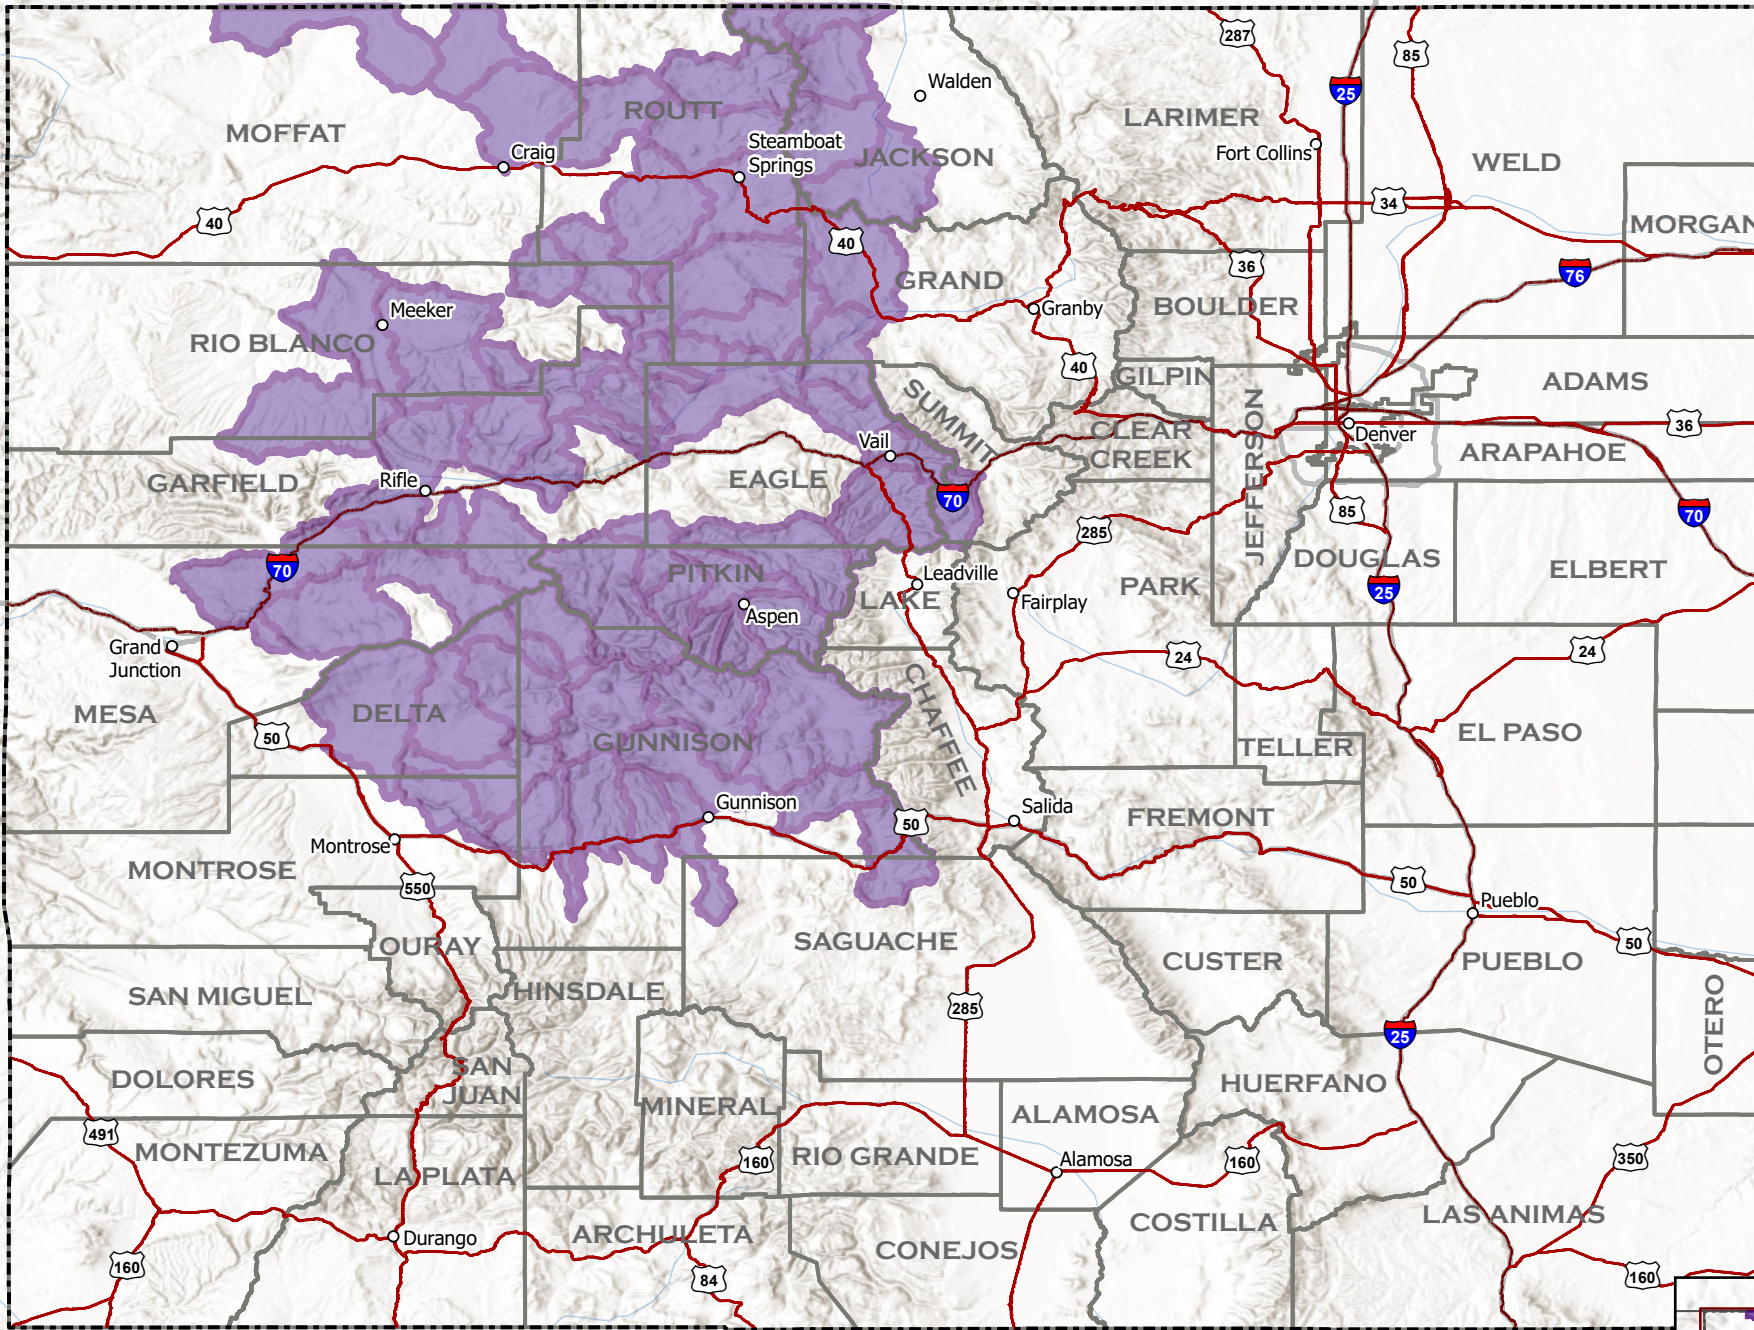 287
85
Walden
25
LARIMER
ROUTT
MOFFAT
Steamboat
Springs
Craig
JACKSON
Fort Collins
WELD
40
34
MORGAN
40
36
76
GRAND
BOULDER
Granby
Meeker
RIO BLANCO
40
GILPIN
ADAMS
SUMMIT
JEFFERSON
36
Vail
CLEAR
CREEK
Denver
ARAPAHOE
Rifle
GARFIELD
EAGLE
70
85
70
285
70
PITKIN
Leadville
DOUGLAS
ELBERT
LAKE
Fairplay
PARK
25
Aspen
Grand
Junction
24
24
MESA
DELTA
CHAFFEE
50
GUNNISON
TELLER
EL PASO
Gunnison
Salida
50
FREMONT
Montrose
MONTROSE
550
50
Pueblo
OURAY
SAGUACHE
50
CUSTER
PUEBLO
SAN MIGUEL
HINSDALE
285
OTERO
25
DOLORES
SAN
JUAN
MINERAL
HUERFANO
ALAMOSA
491
MONTEZUMA
LA PLATA
160
RIO GRANDE
Alamosa
160
350
Durango
ARCHULETA
CONEJOS
COSTILLA
LAS ANIMAS
160
84
160